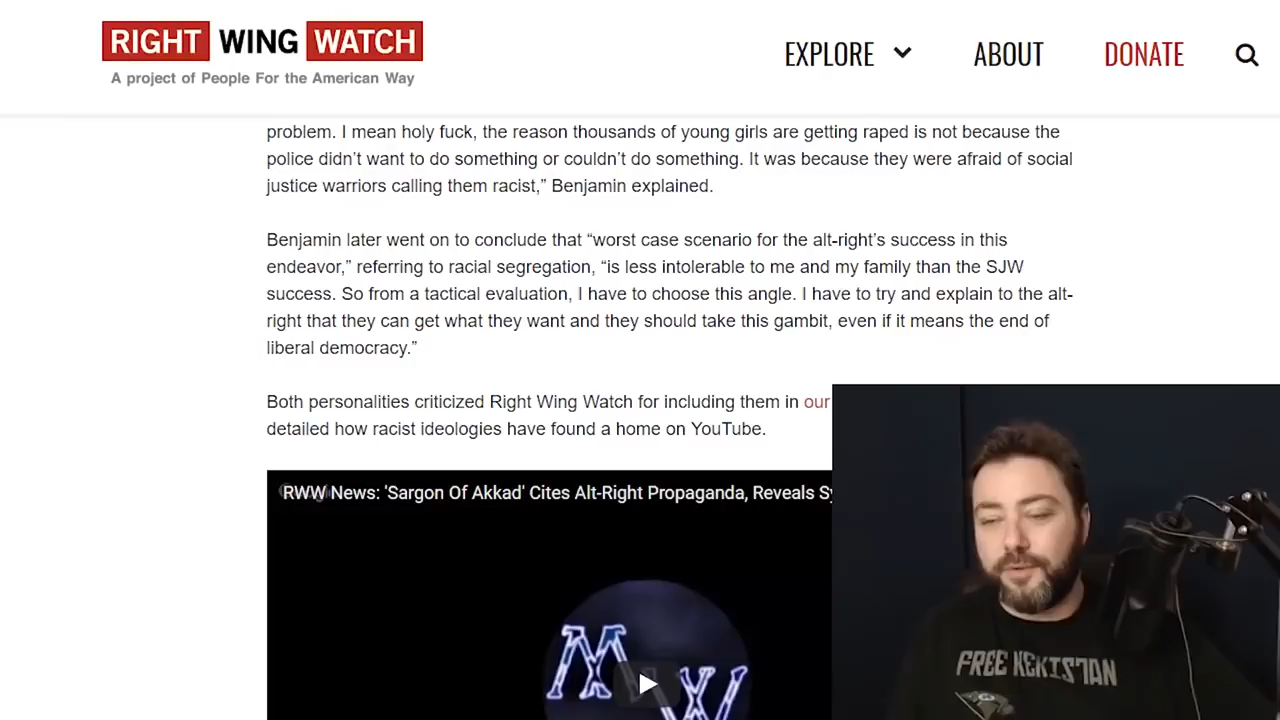 RIGHT WING WATCH
A project of People For the American Way
EXPLORE ABOUT DONATE
problem. I mean holy fuck, the reason thousands of young girls are getting raped is not because the
police didn’t want to do something or couldn’t do something. It was because they were afraid of social
justice warriors calling them racist,” Benjamin explained.
Benjamin later went on to conclude that “worst case scenario for the alt-right’s success in this
endeavor,” referring to racial segregation, “is less intolerable to me and my family than the SJW
success. So from a tactical evaluation, I have to choose this angle. I have to try and explain to the alt-
right that they can get what they want and they should take this gambit, even if it means the end of
liberal democracy.”
Both personalities criticized Right Wing Watch for including them in our
detailed how racist ideologies have found a home on YouTube.
RWW News: 'Sargon Of Akkad' Cites Alt-Right Propaganda, Reveals
FREE KEKISTAN